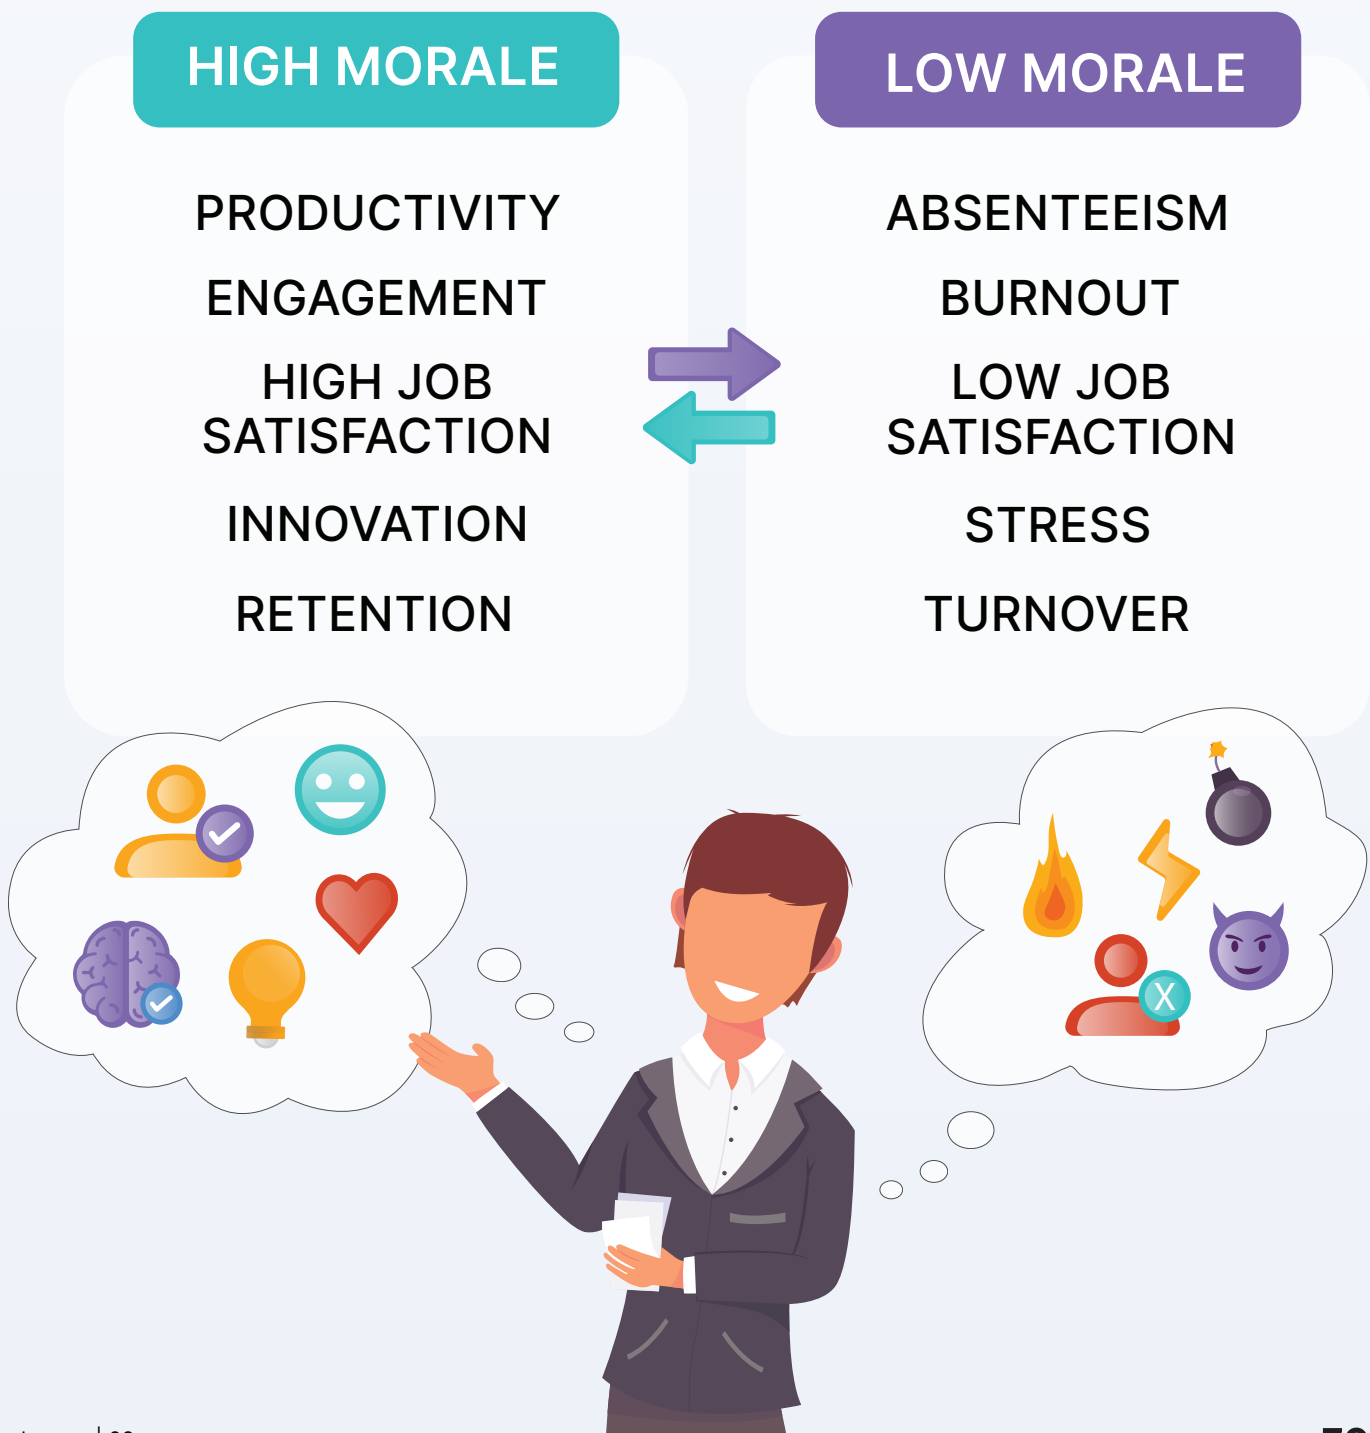 HIGH MORALE
PRODUCTIVITY
ENGAGEMENT
HIGH JOB
SATISFACTION
INNOVATION
RETENTION
LOW MORALE
ABSENTEEISM
BURNOUT
LOW JOB
SATISFACTION
STRESS
TURNOVER
X